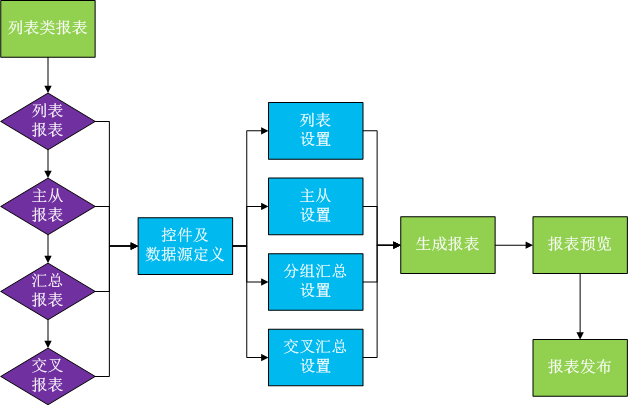 列表类报表
列表
报表
主从
报表
汇总
报表
交叉
报表
控件及
数据源定义
列表
设置
主从
设置
分组汇总
设置
交叉汇总
设置
生成报表
报表预览
报表发布